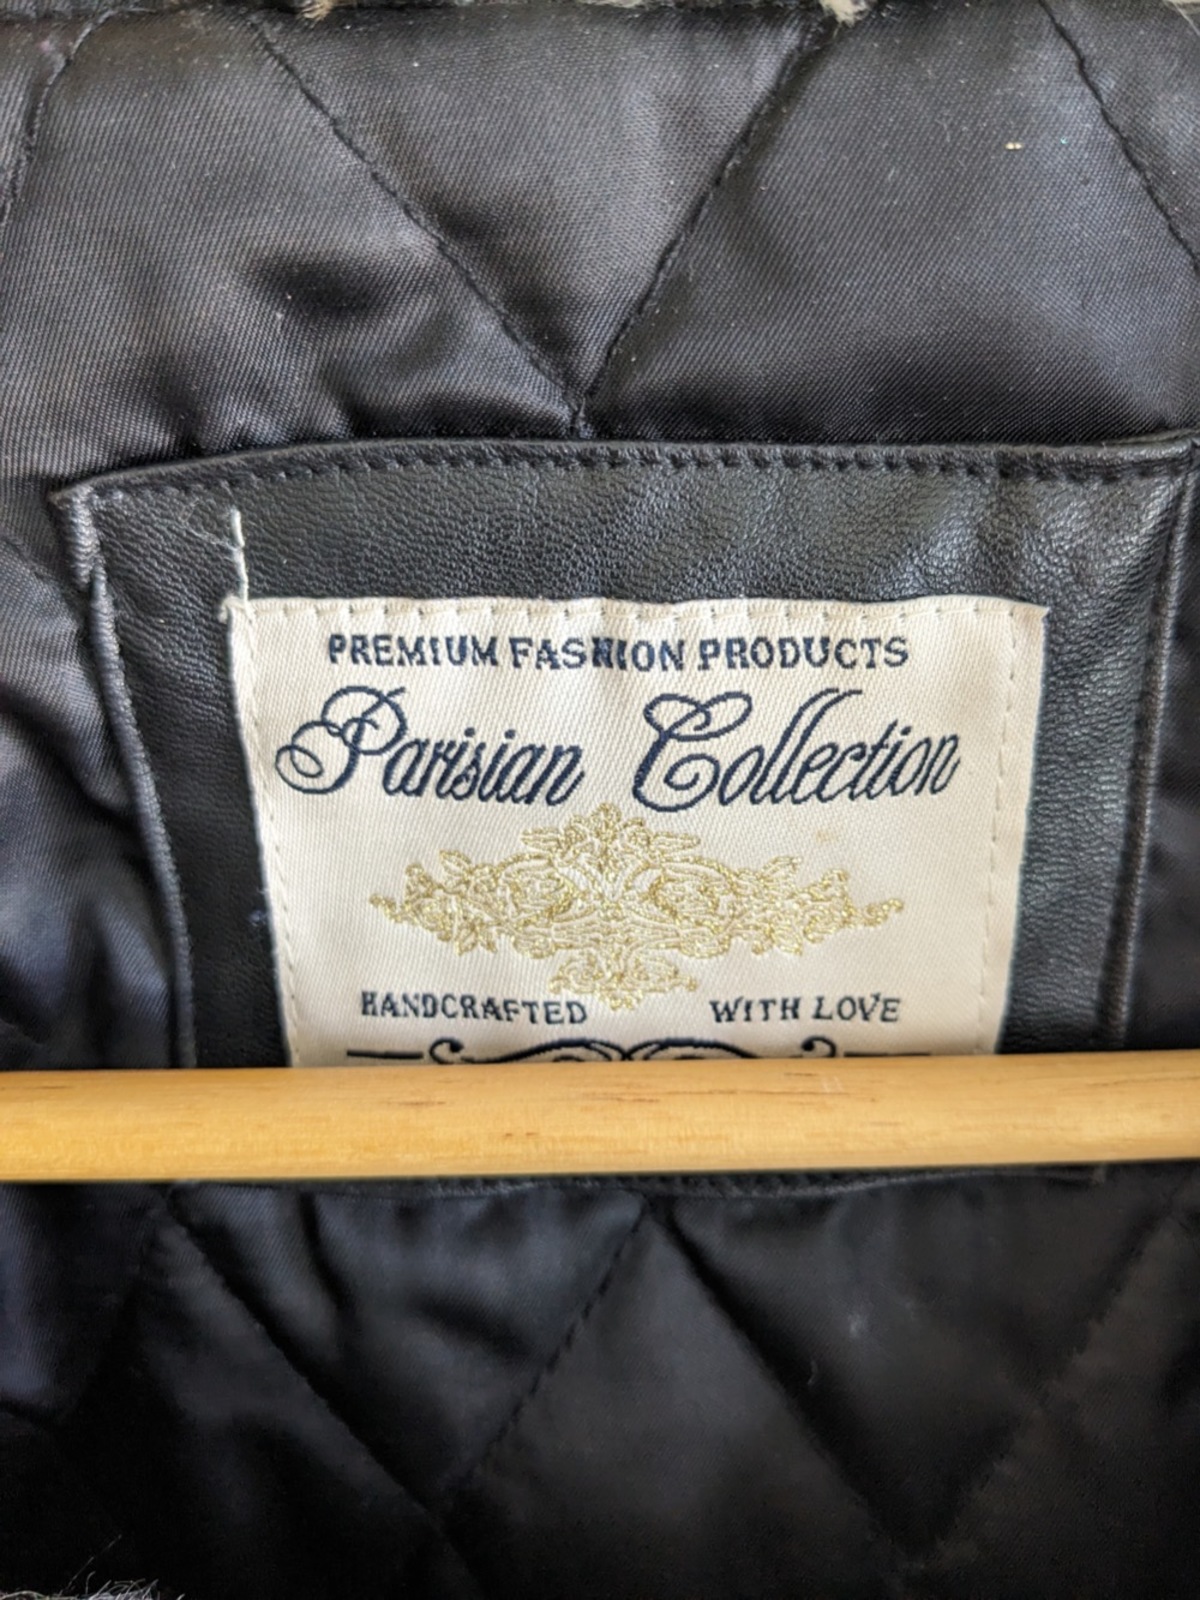 PREMIUM FASHION PRODUCTS
Parisian Collection
HANDCRAFTED WITH LOVE